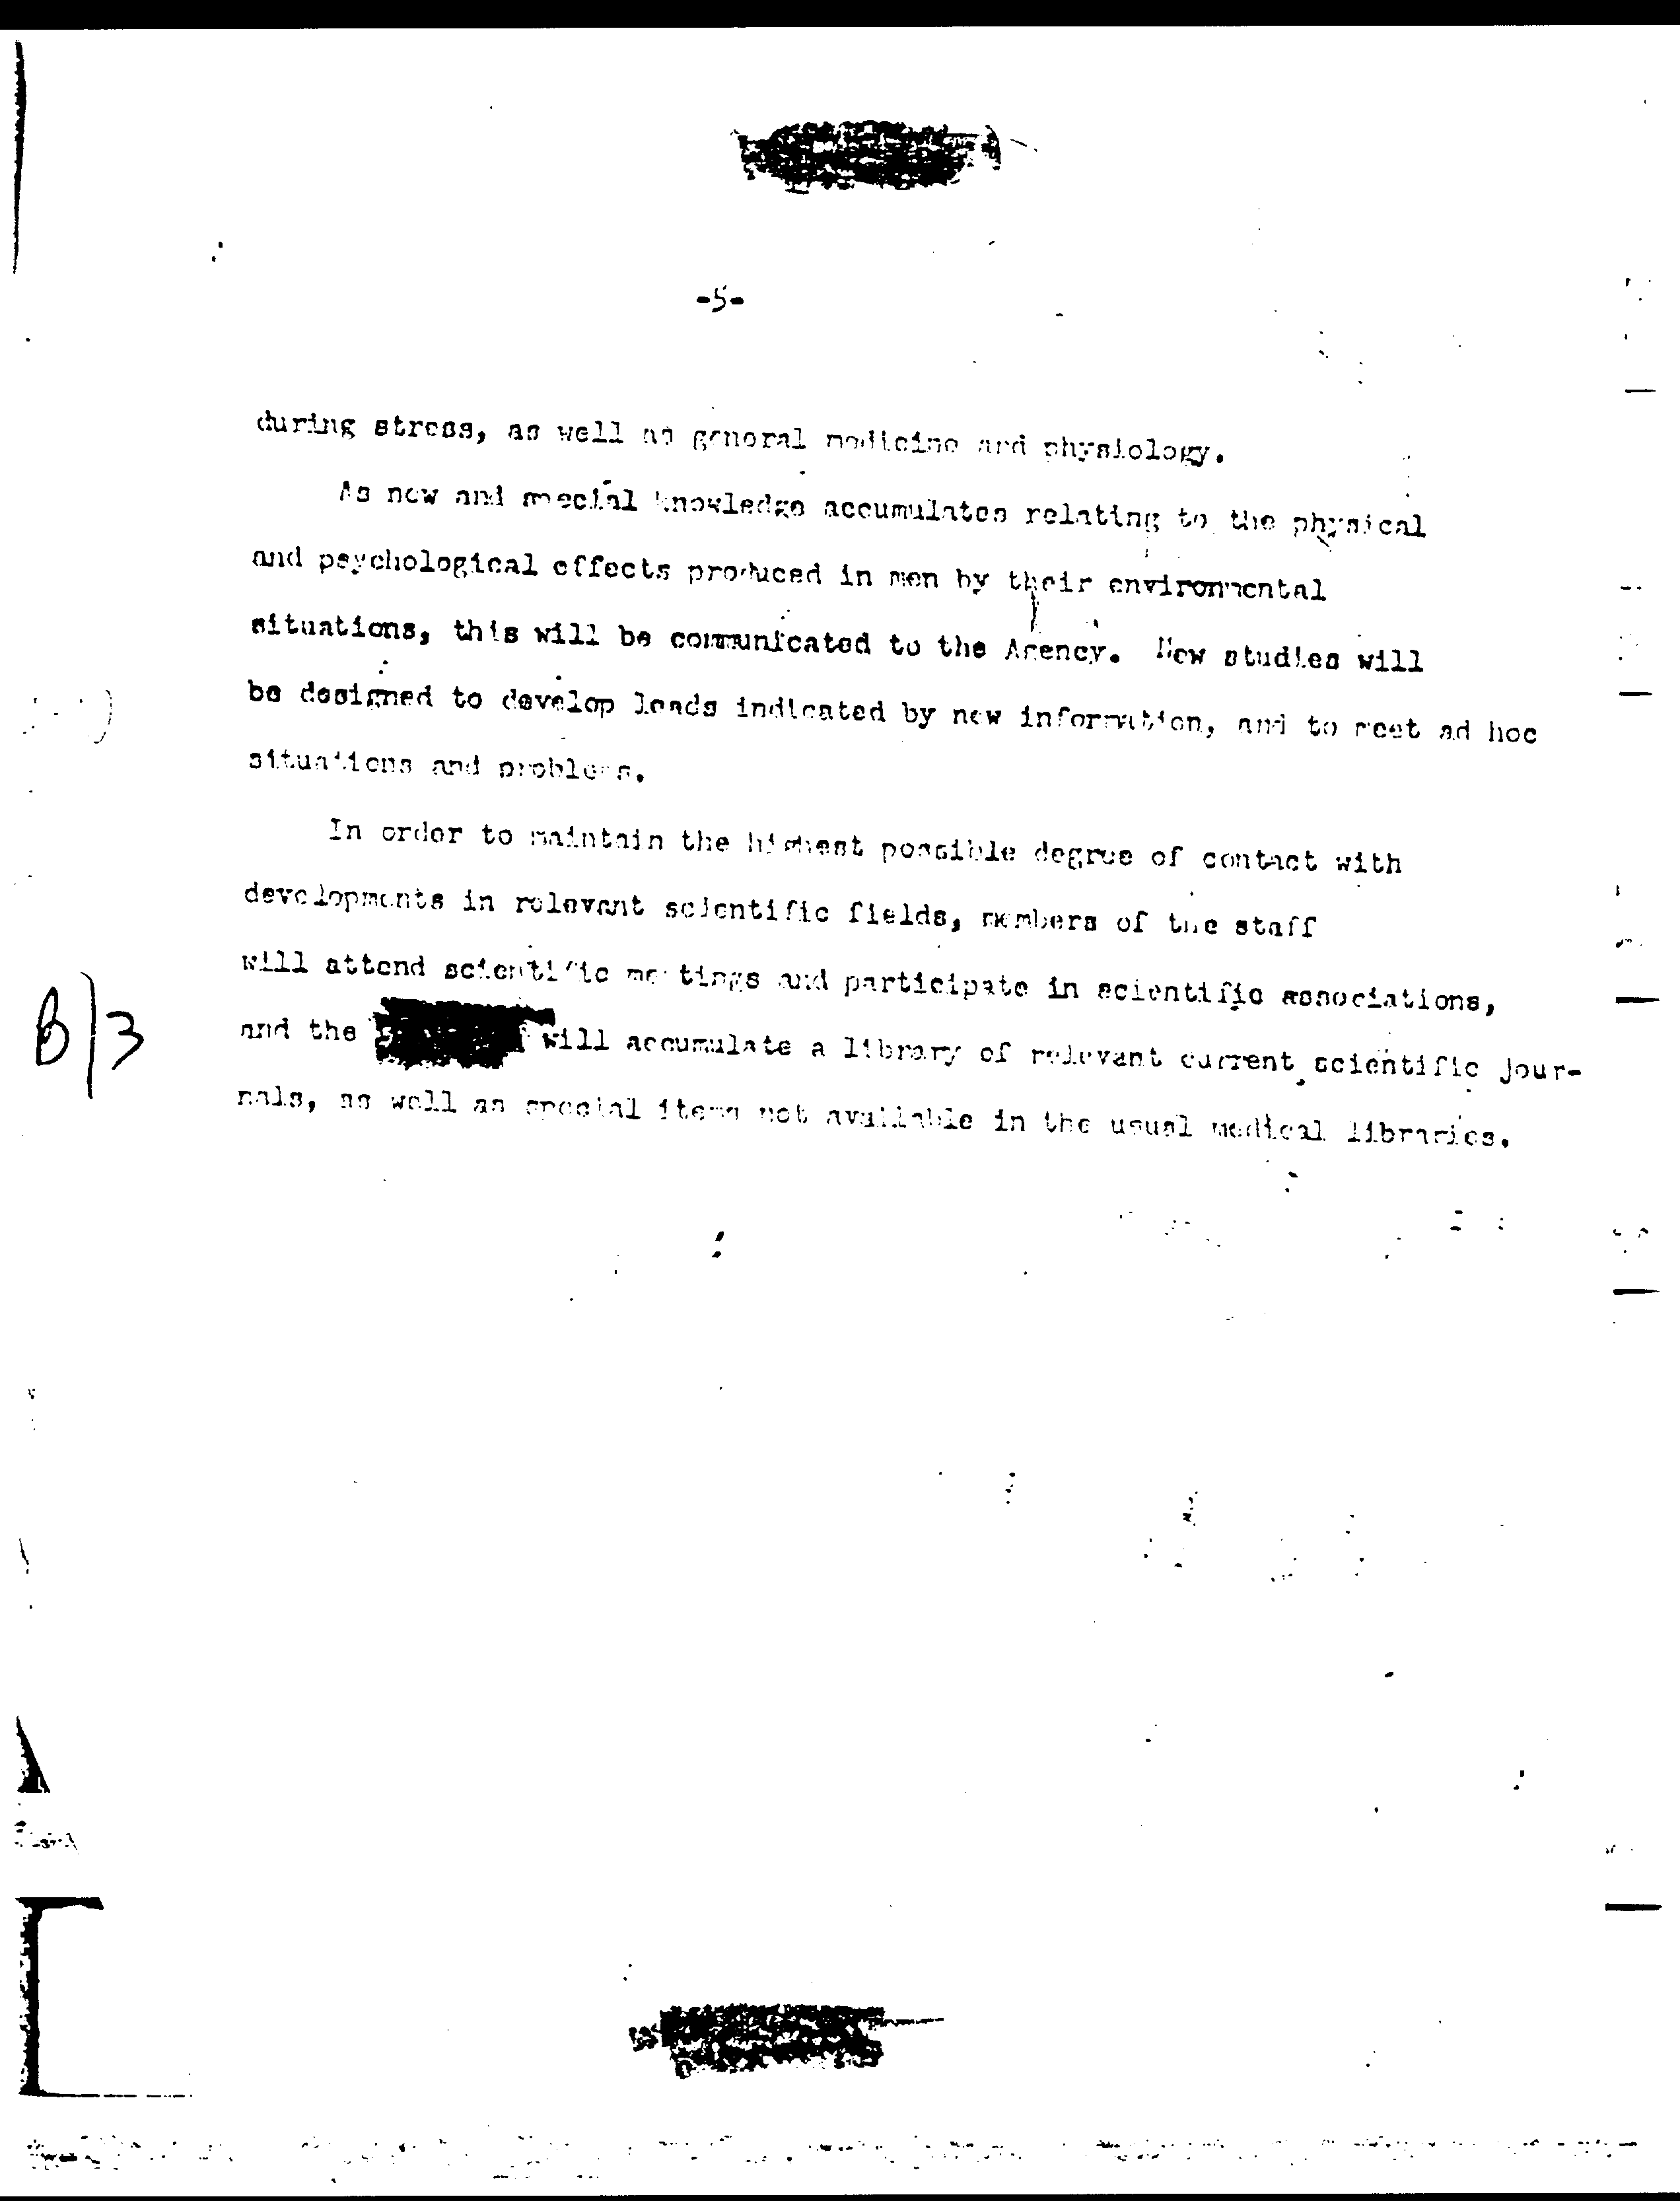 -5-
during stress, as well as general medicine and physiology.
As new and special knowledge accumulates relating to the physical
and psychological effects produced in men by their environmental
situations, this will be communicated to the Agency. New studies will
be designed to develop leads indicated by new information, and to meet ad hoc
situations and problems.
In order to maintain the highest possible degree of contact with
developments in relevant scientific fields, members of the staff
will attend scientific meetings and participate in scientific associations,
B/3
and the will accumulate a library of relevant current scientific jour-
nals, as well as special items not available in the usual medical libraries.